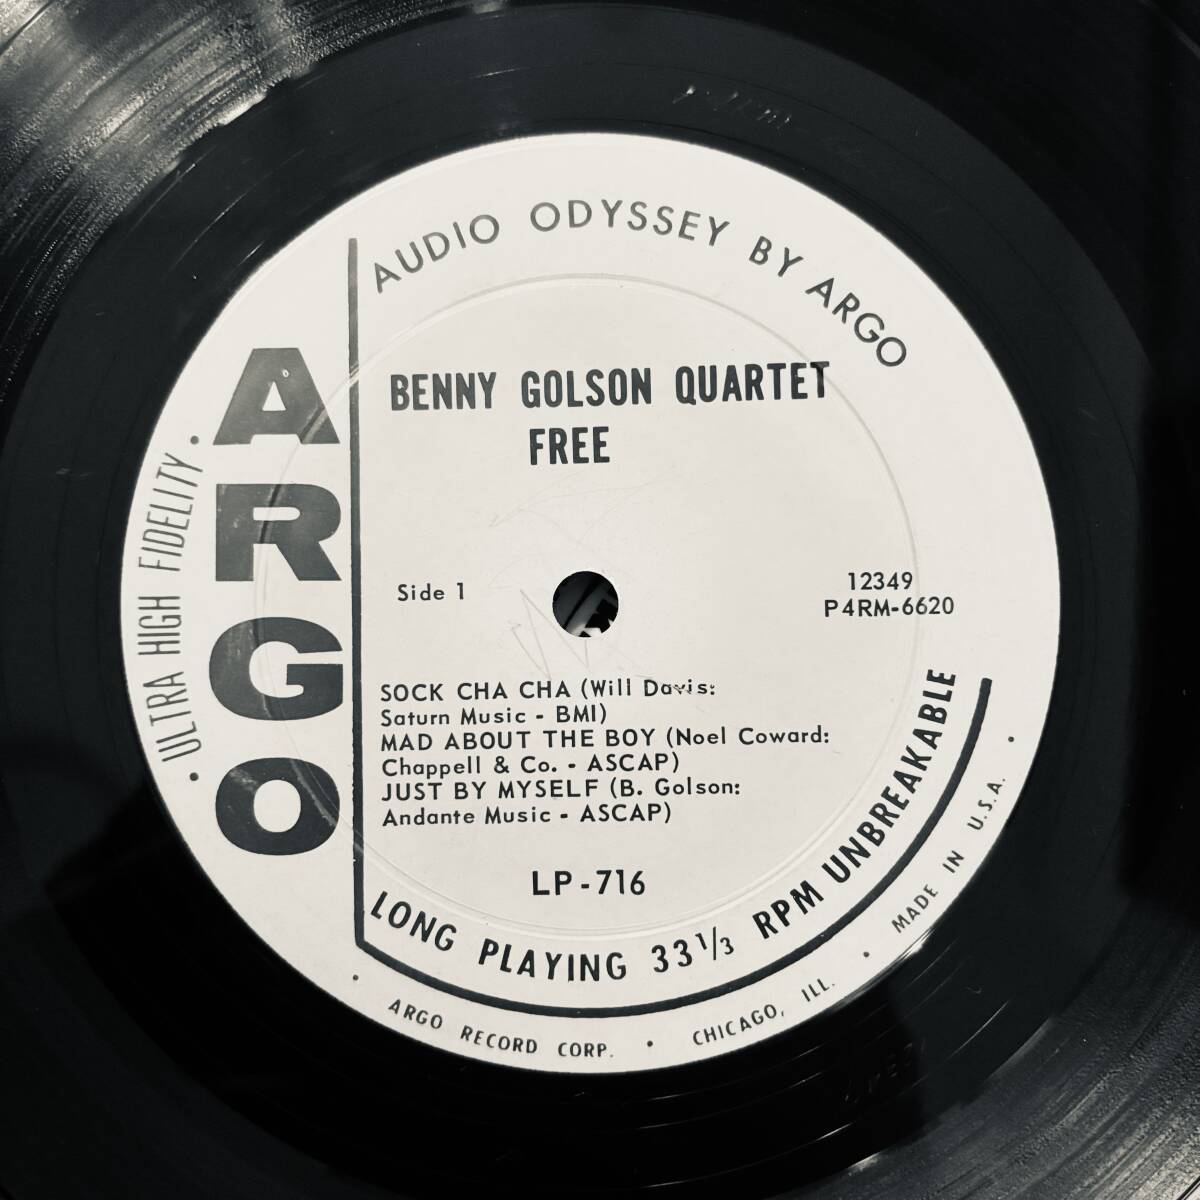 AUDIO ODYSSEY BY ARGO
ARGO
• ULTRA HIGH FIDELITY •
BENNY GOLSON QUARTET
FREE
Side 1
12349
P4RM-6620
SOCK CHA CHA (Will Davis:
Saturn Music - BMI)
MAD ABOUT THE BOY (Noel Coward:
Chappell & Co. - ASCAP)
JUST BY MYSELF (B. Golson:
Andante Music - ASCAP)
LP-716
LONG PLAYING 33⅓ RPM UNBREAKABLE
• ARGO RECORD CORP. • CHICAGO, ILL. • MADE IN U.S.A. •